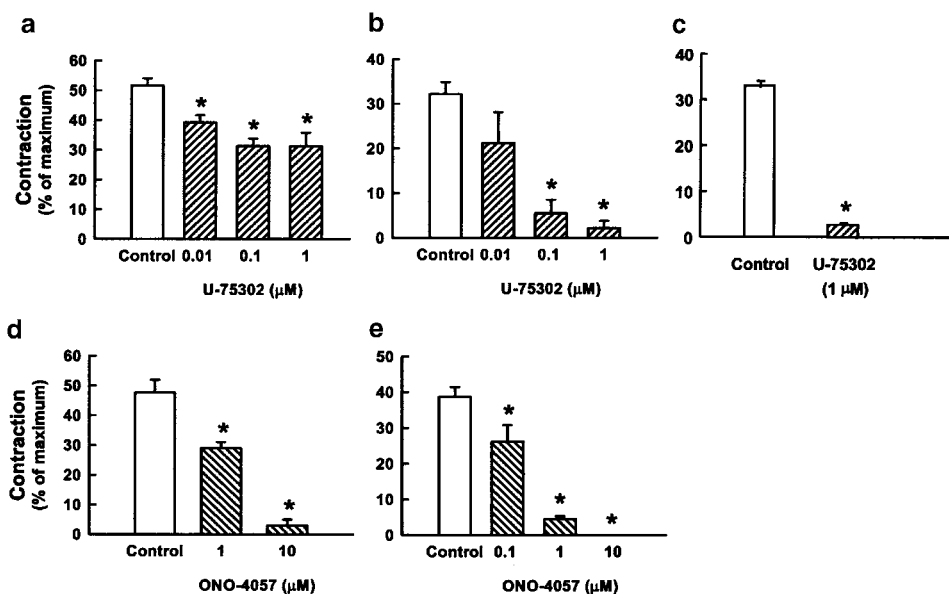 a
Contraction
(% of maximum)
60
50
40
30
20
10
0
*
*
*
Control 0.01 0.1 1
U-75302 (μM)
b
40
30
20
10
0
*
*
Control 0.01 0.1 1
U-75302 (μM)
c
40
30
20
10
0
*
Control U-75302
(1 μM)
d
Contraction
(% of maximum)
60
50
40
30
20
10
0
*
*
Control 1 10
ONO-4057 (μM)
e
50
40
30
20
10
0
*
*
*
Control 0.1 1 10
ONO-4057 (μM)